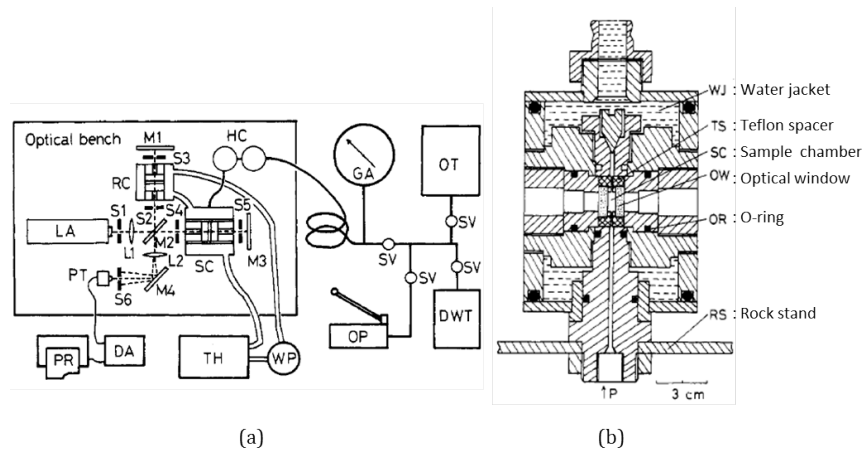 Optical bench
M1
S3
HC
RC
S1
S2
S4
S5
LA
L1
M2
L2
SC
M3
PT
S6
M4
GA
OT
SV
SV
SV
SV
PR
DA
TH
WP
OP
DWT
(a)
WJ : Water jacket
TS : Teflon spacer
SC : Sample chamber
OW : Optical window
OR : O-ring
RS : Rock stand
↑P
3 cm
(b)